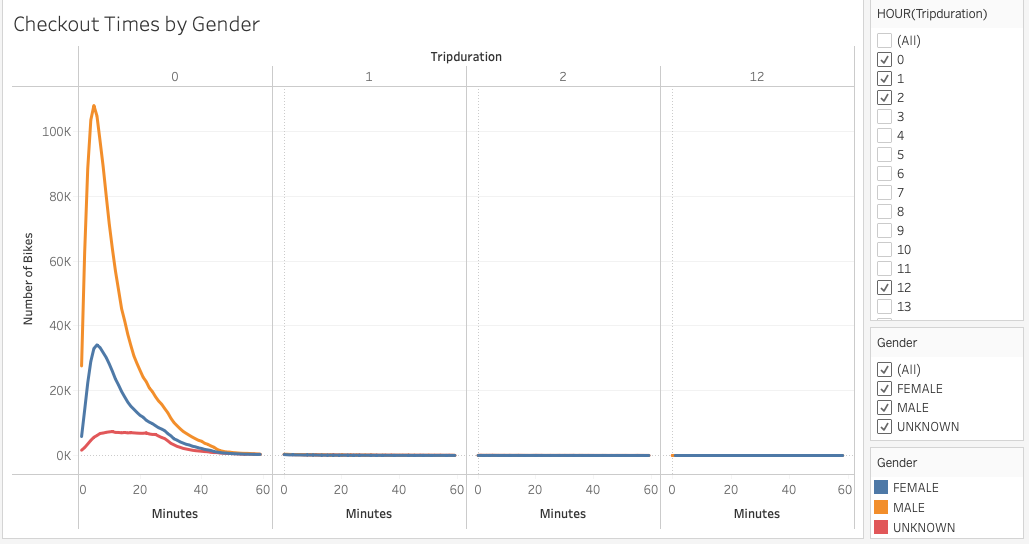 Checkout Times by Gender
Tripduration
0 1 2 12
Number of Bikes
100K
80K
60K
40K
20K
0K
0 20 40 60 0 20 40 60 0 20 40 60 0 20 40 60
Minutes Minutes Minutes Minutes
HOUR(Tripduration)
(All)
0
1
2
3
4
5
6
7
8
9
10
11
12
13
Gender
(All)
FEMALE
MALE
UNKNOWN
Gender
FEMALE
MALE
UNKNOWN